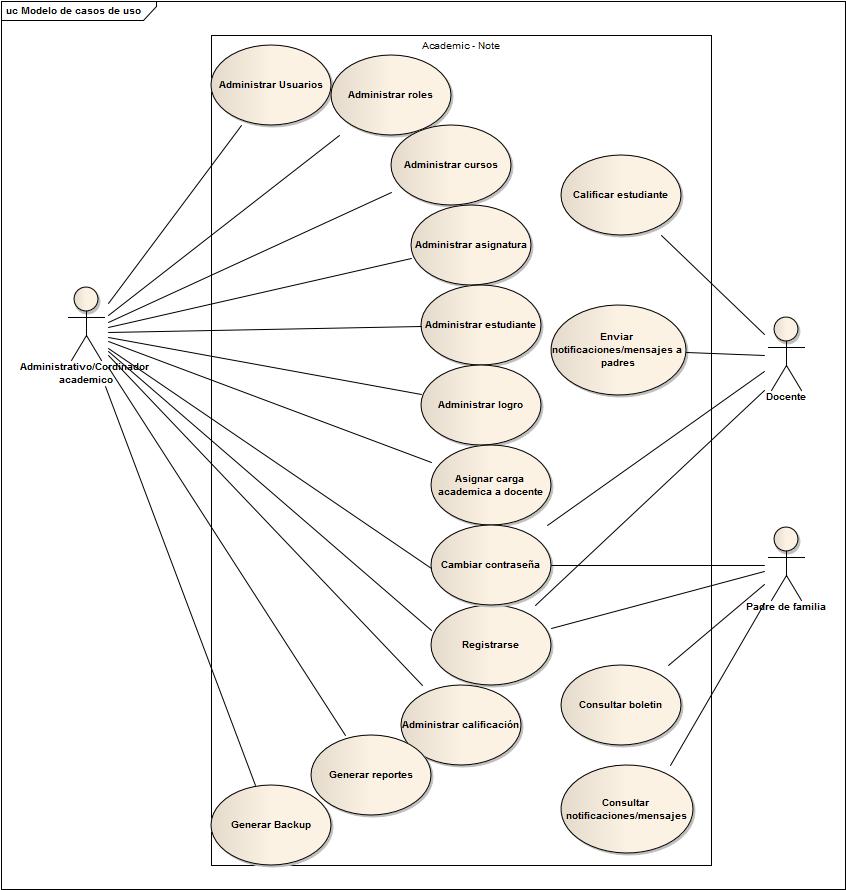 uc Modelo de casos de uso
Academic - Note
Administrar Usuarios
Administrar roles
Administrar cursos
Calificar estudiante
Administrar asignatura
Administrar estudiante
Enviar
notificaciones/mensajes a
padres
Administrativo/Cordinador
academico
Docente
Administrar logro
Asignar carga
academica a docente
Cambiar contraseña
Padre de familia
Registrarse
Consultar boletin
Administrar calificación
Generar reportes
Consultar
notificaciones/mensajes
Generar Backup